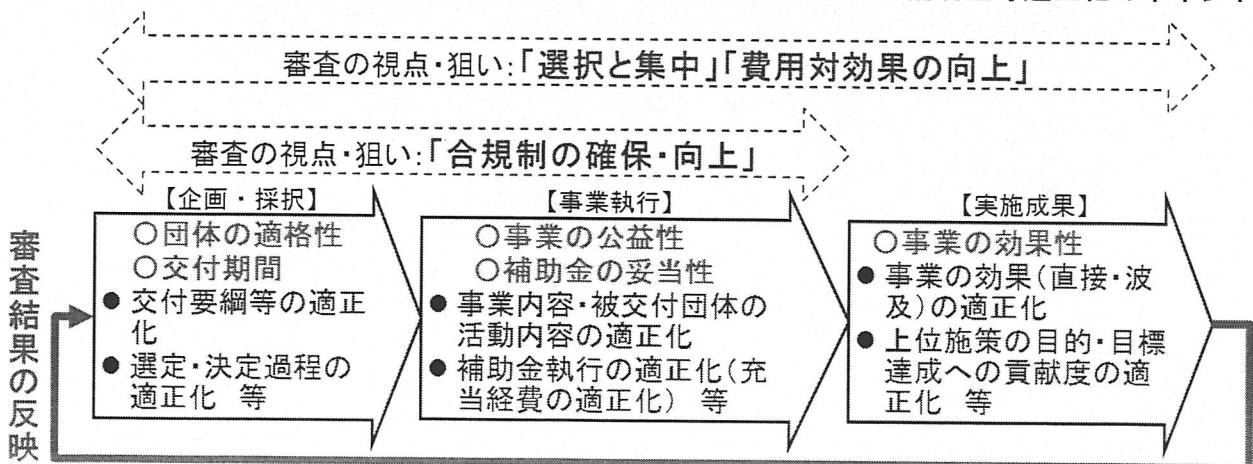 審査の視点・狙い:「選択と集中」「費用対効果の向上」
審査の視点・狙い:「合規制の確保・向上」
【企画・採択】
○団体の適格性
○交付期間
● 交付要綱等の適正
化
● 選定・決定過程の
適正化 等
【事業執行】
○事業の公益性
○補助金の妥当性
● 事業内容・被交付団体の
活動内容の適正化
● 補助金執行の適正化(充
当経費の適正化) 等
【実施成果】
○事業の効果性
● 事業の効果(直接・波
及)の適正化
● 上位施策の目的・目標
達成への貢献度の適
正化 等
審査結果の反映